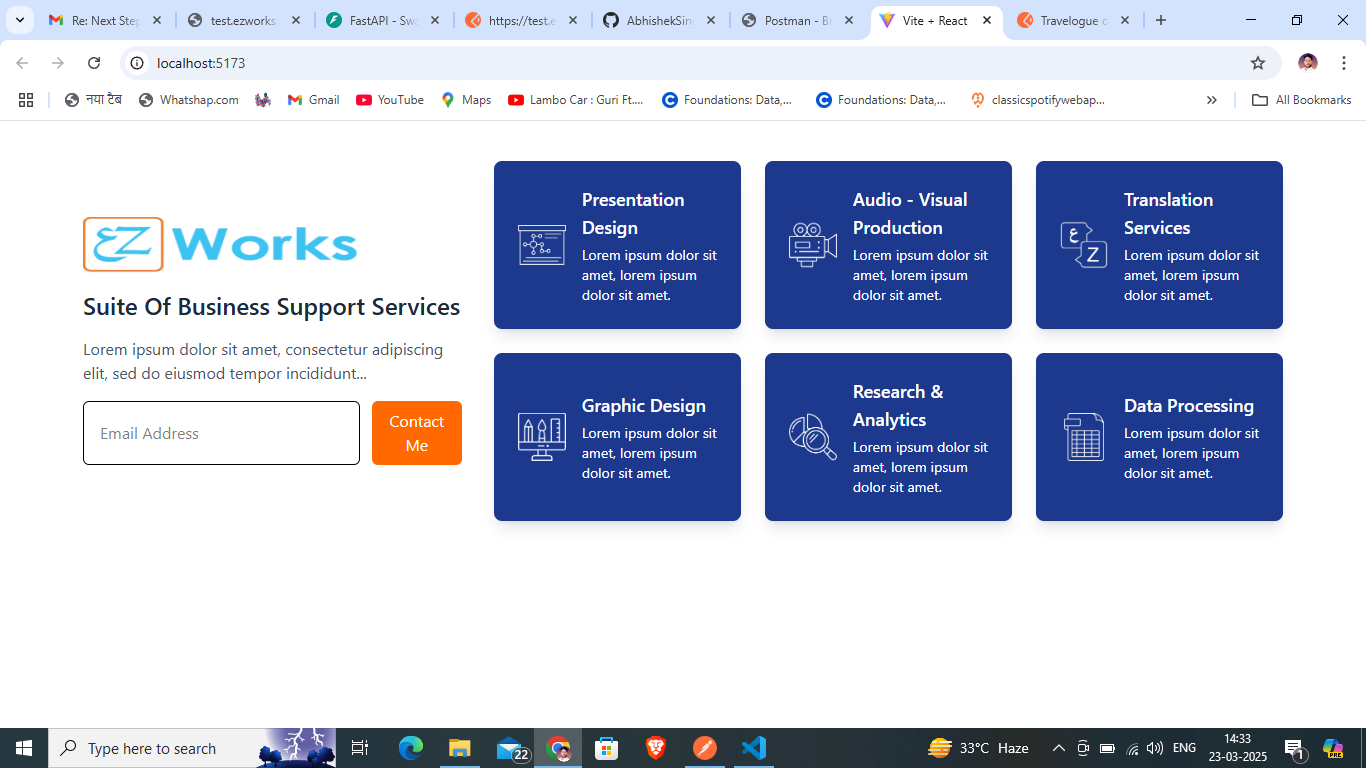 Re: Next Step
test.ezworks.
FastAPI - Swa
https://test.e
AbhishekSin
Postman - Br
Vite + React
Travelogue o
localhost:5173
नया टैब
Whatshap.com
Gmail
YouTube
Maps
Lambo Car : Guri Ft....
Foundations: Data,...
Foundations: Data,...
classicspotifywebap...
All Bookmarks
EZ Works
Suite Of Business Support Services
Lorem ipsum dolor sit amet, consectetur adipiscing
elit, sed do eiusmod tempor incididunt...
Email Address
Contact
Me
Presentation
Design
Lorem ipsum dolor sit
amet, lorem ipsum
dolor sit amet.
Audio - Visual
Production
Lorem ipsum dolor sit
amet, lorem ipsum
dolor sit amet.
ع
Z
Translation
Services
Lorem ipsum dolor sit
amet, lorem ipsum
dolor sit amet.
Graphic Design
Lorem ipsum dolor sit
amet, lorem ipsum
dolor sit amet.
Research &
Analytics
Lorem ipsum dolor sit
amet, lorem ipsum
dolor sit amet.
Data Processing
Lorem ipsum dolor sit
amet, lorem ipsum
dolor sit amet.
Type here to search
22
33°C Haze
ENG
14:33
23-03-2025
1
PRE